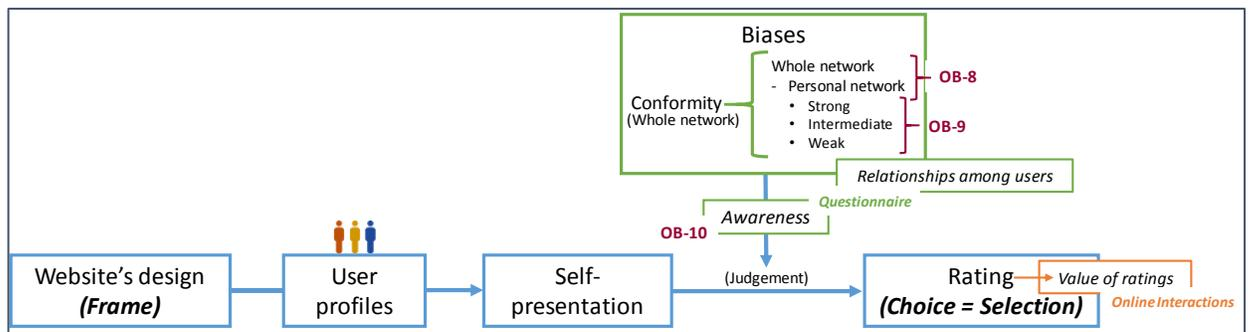 Biases
Whole network
- Personal network
OB-8
• Strong
Conformity
(Whole network)
• Intermediate
OB-9
• Weak
Relationships among users
Questionnaire
Awareness
OB-10
Website's design
(Frame)
User
profiles
Self-
presentation
(Judgement)
Rating
(Choice = Selection)
Value of ratings
Online Interactions